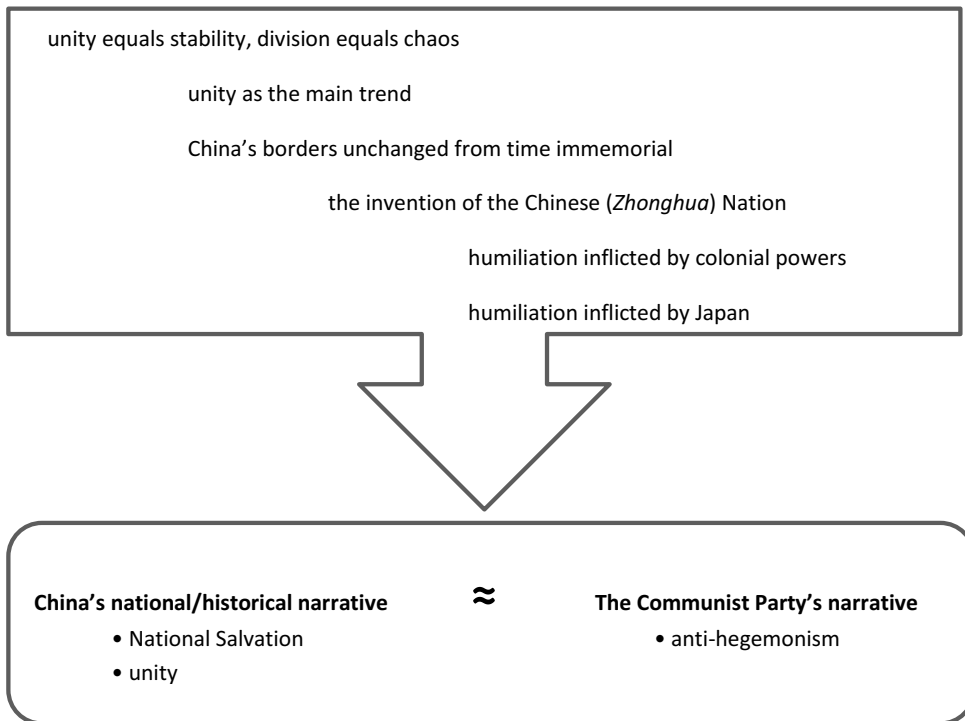 unity equals stability, division equals chaos
unity as the main trend
China’s borders unchanged from time immemorial
the invention of the Chinese (Zhonghua) Nation
humiliation inflicted by colonial powers
humiliation inflicted by Japan
China’s national/historical narrative ≈ The Communist Party’s narrative
• National Salvation • anti-hegemonism
• unity